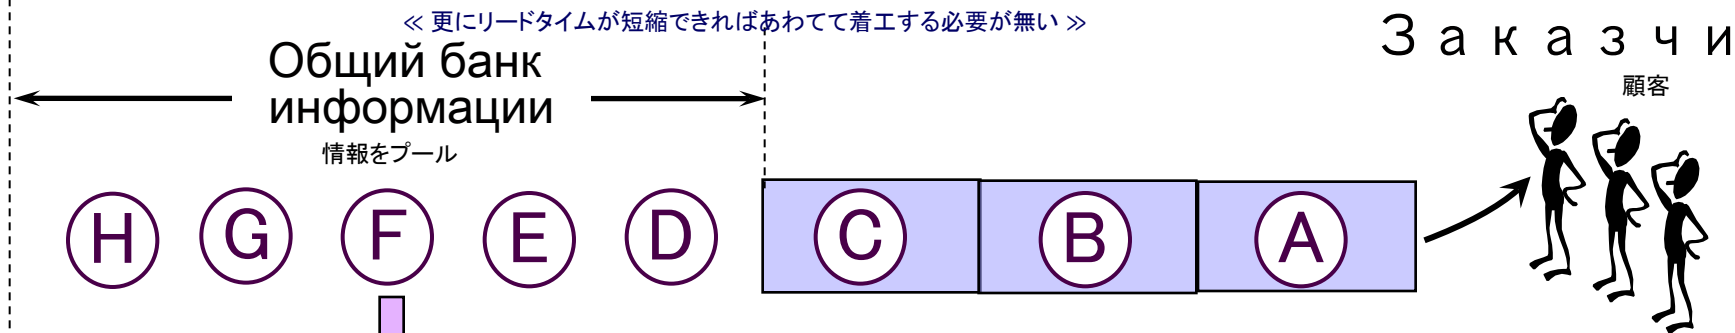 ≪ 更にリードタイムが短縮できればあわてて着工する必要が無い ≫
Заказчи
顧客
Общий банк
информации
情報をプール
H G F E D C B A